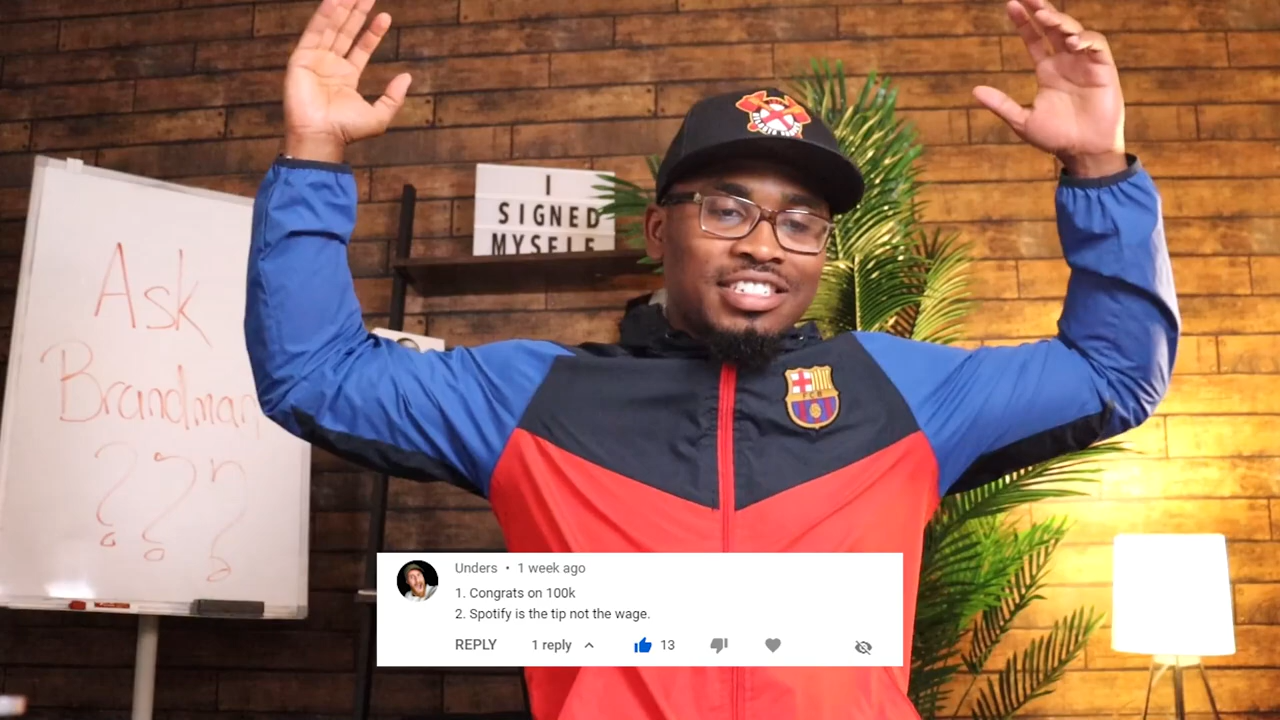 I
SIGNED
MYSELF
Ask
Brandman
???
FCB
Unders • 1 week ago
1. Congrats on 100k
2. Spotify is the tip not the wage.
REPLY 1 reply 13